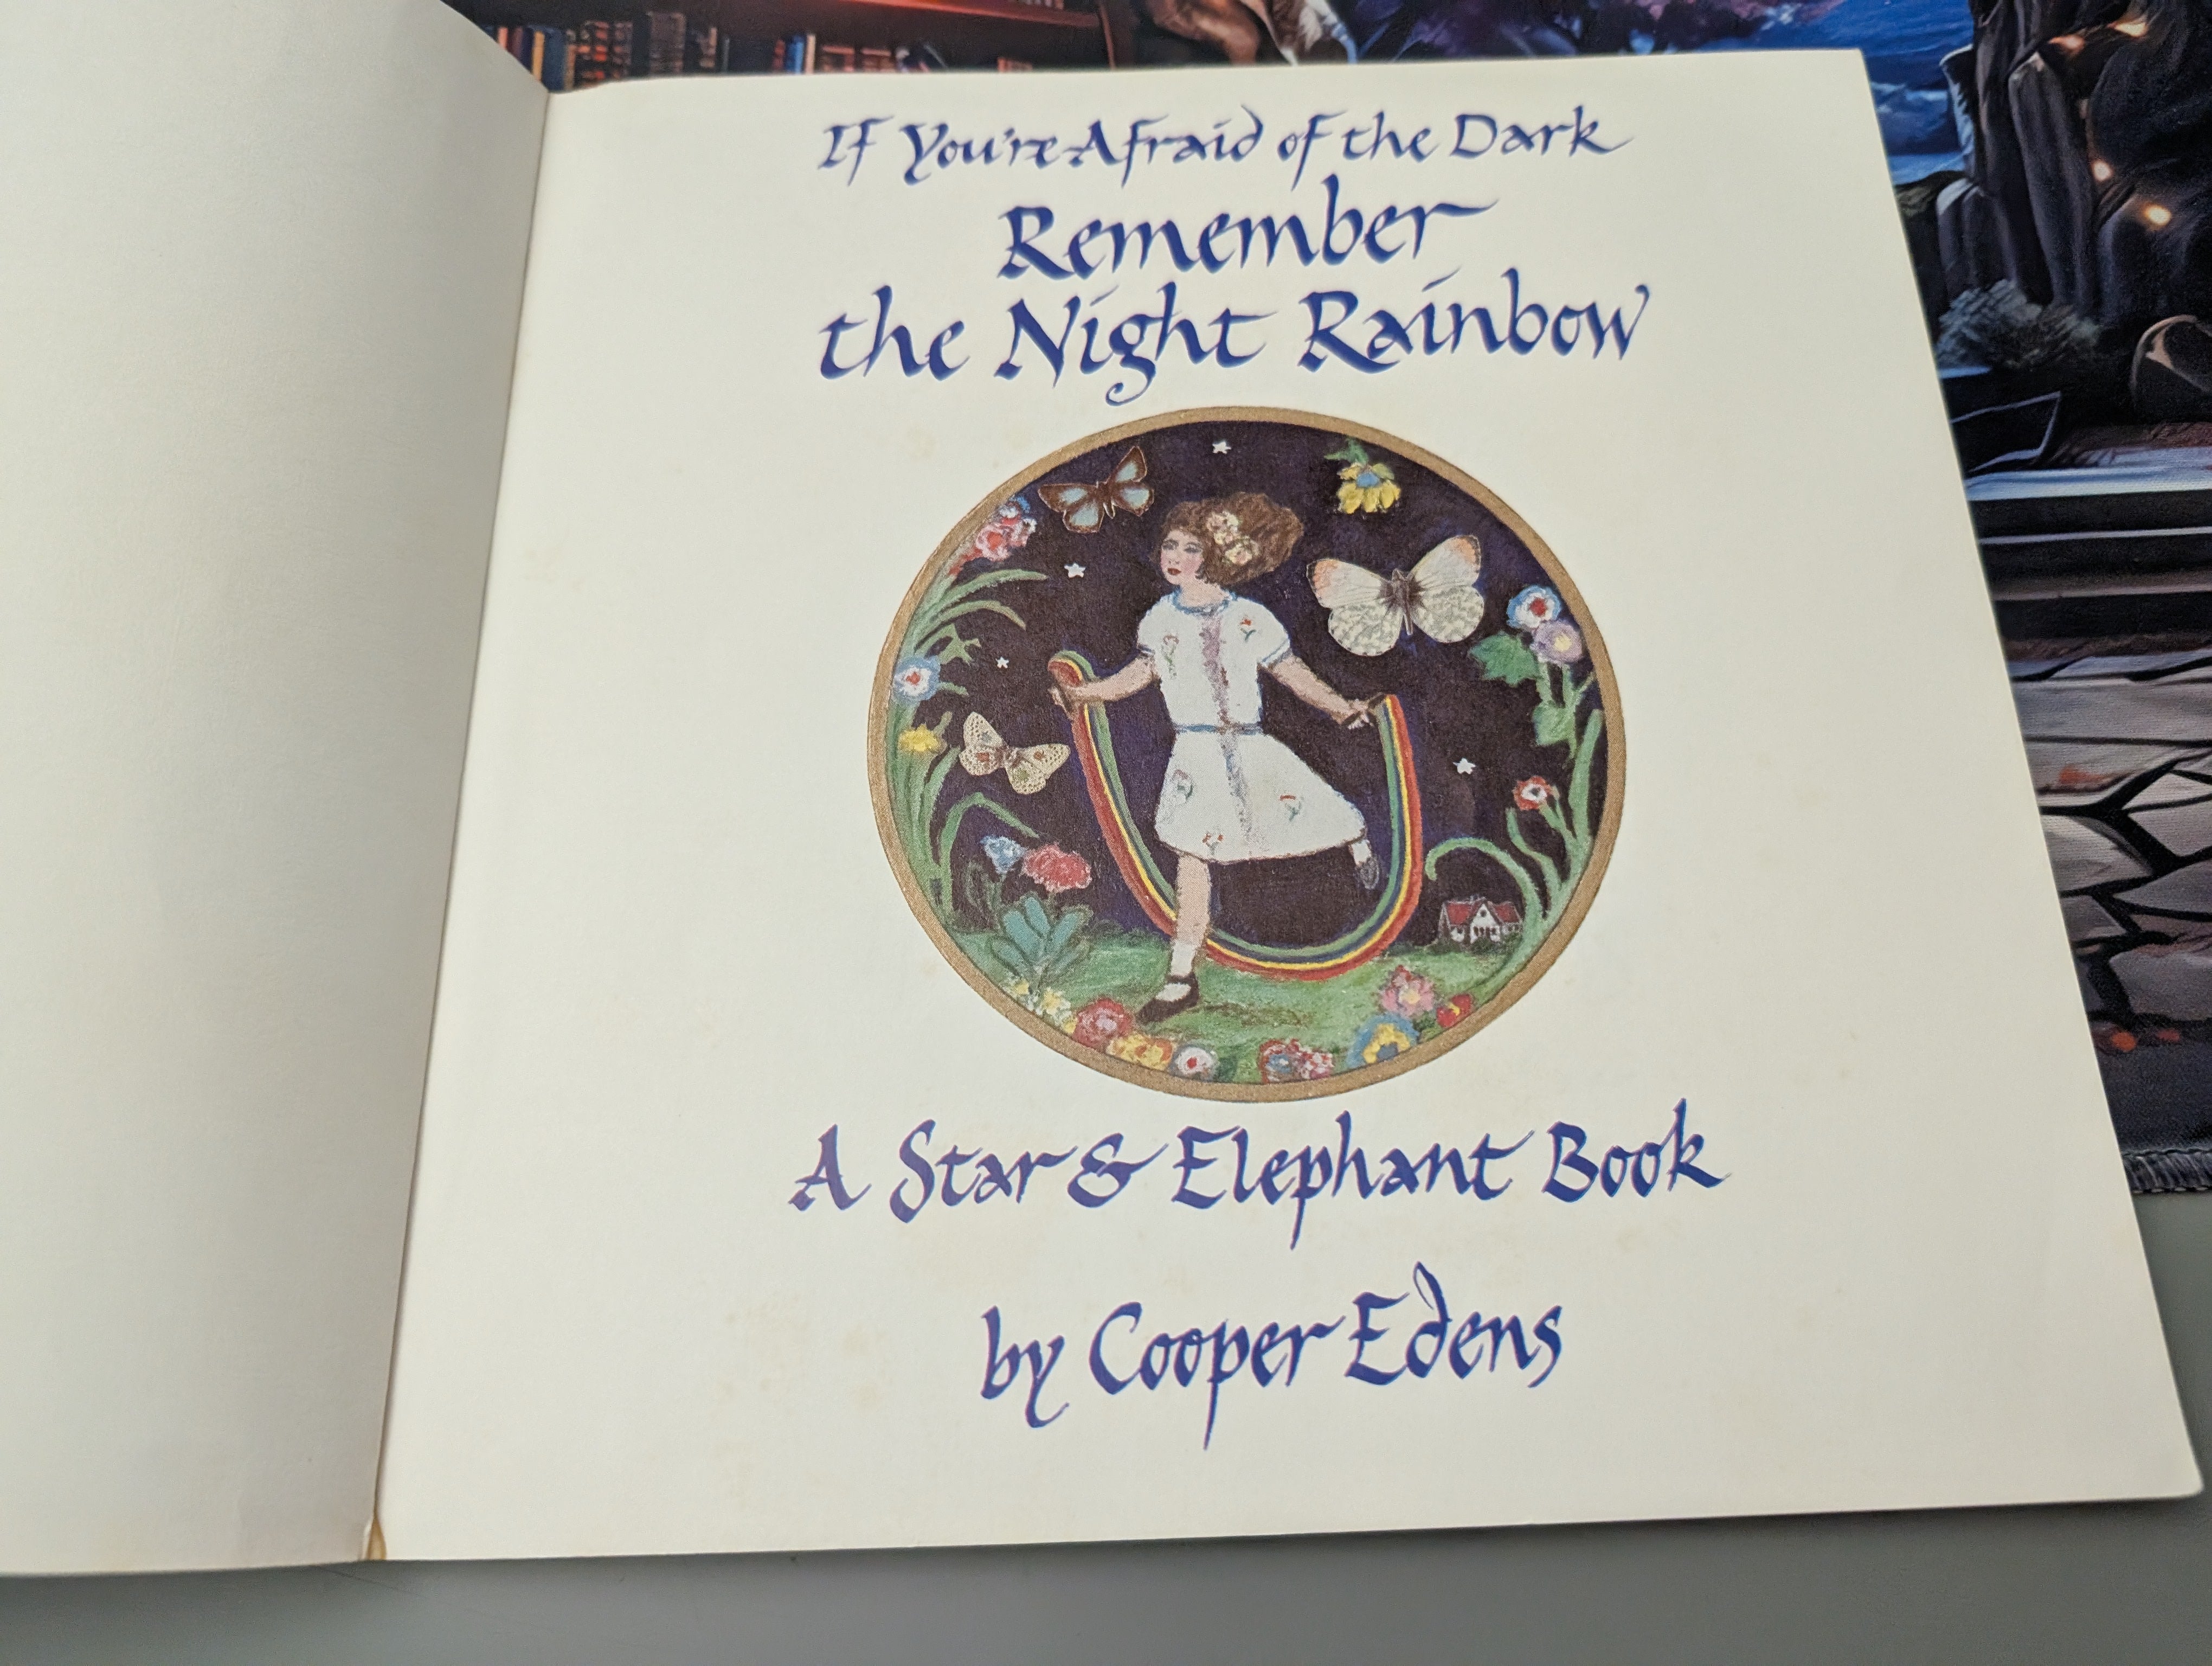 If You're Afraid of the Dark
Remember
the Night Rainbow
A Star & Elephant Book
by Cooper Edens